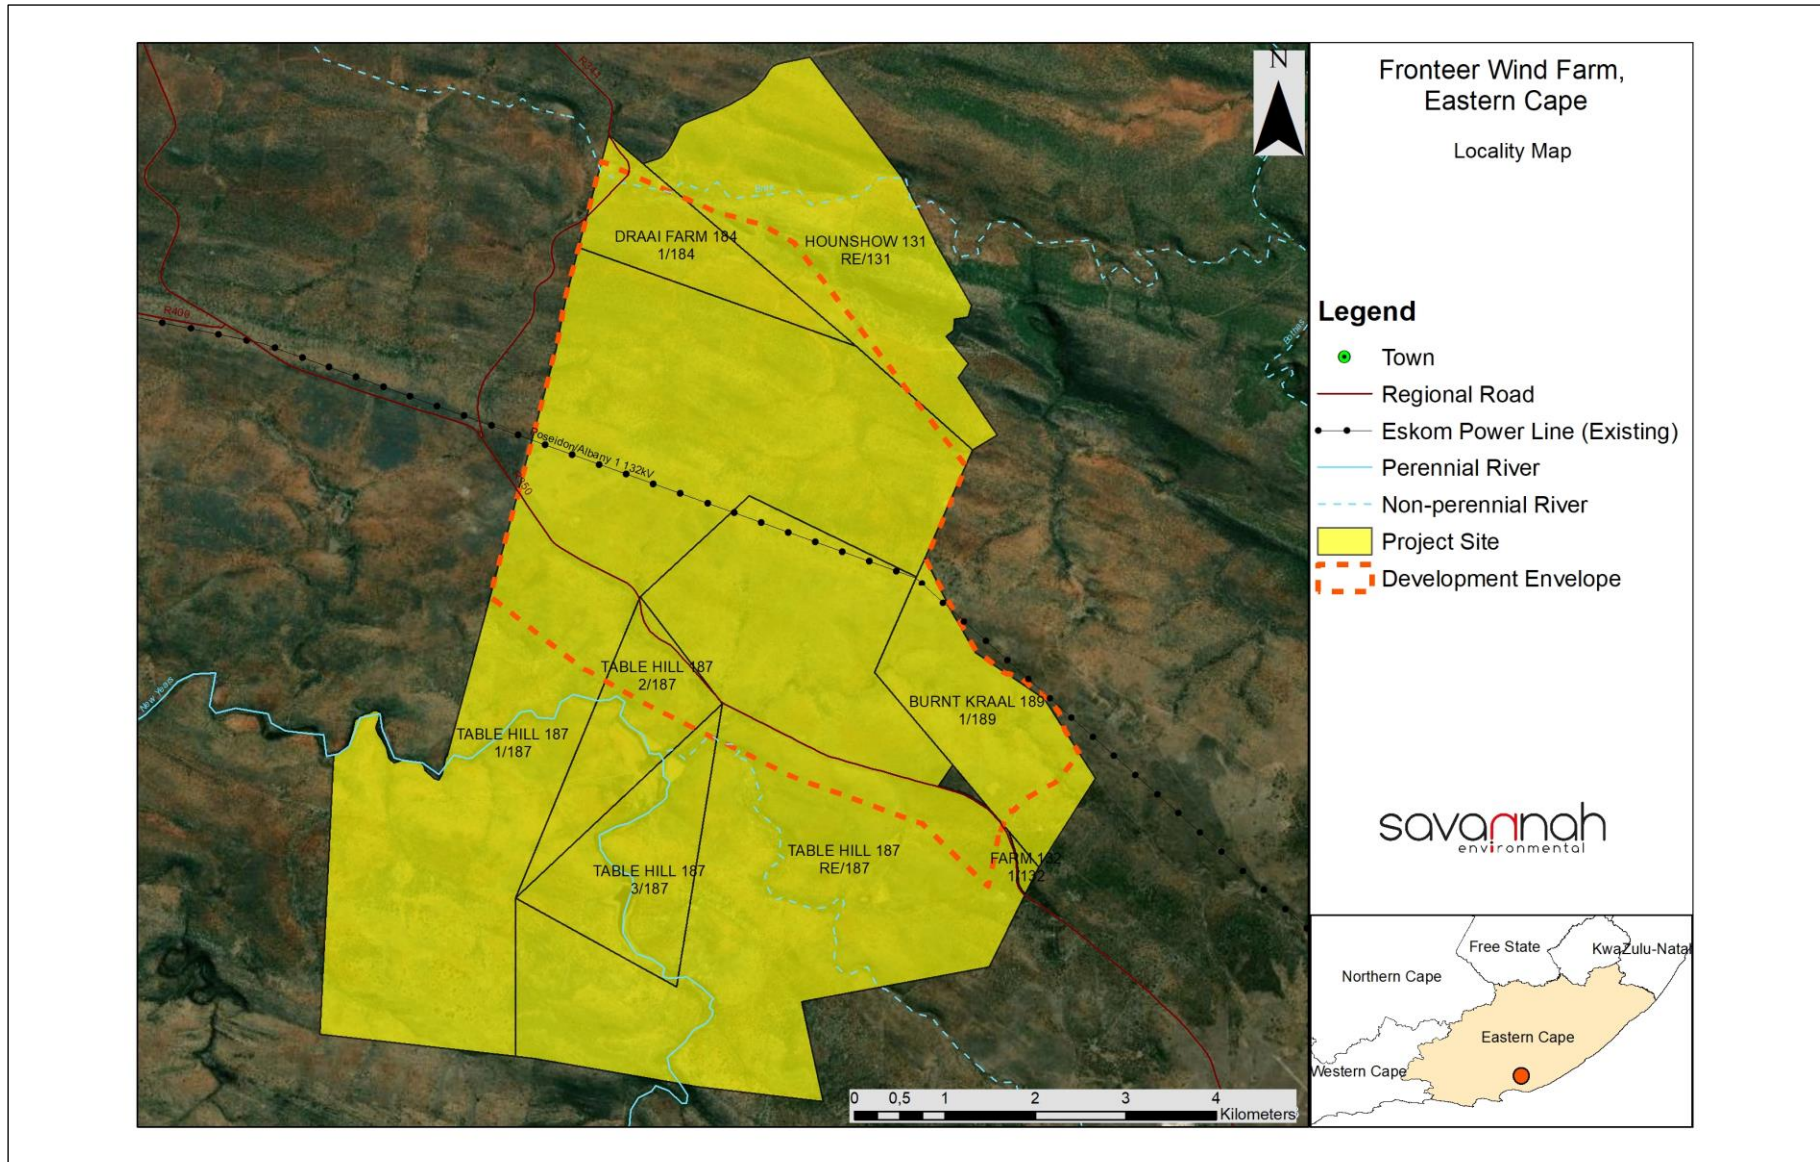 Fronteer Wind Farm,
Eastern Cape
Locality Map
N
R344
DRAAI FARM 184
1/184
HOUNSHOW 131
RE/131
R400
Poseidon/Albany 1 132kV
TABLE HILL 187
2/187
BURNT KRAAL 189
1/189
New Years
TABLE HILL 187
1/187
TABLE HILL 187
3/187
TABLE HILL 187
RE/187
FARM 132
1/132
Bothas
0 0,5 1 2 3 4
Kilometers
Legend
Town
Regional Road
Eskom Power Line (Existing)
Perennial River
Non-perennial River
Project Site
Development Envelope
savannah
environmental
Free State
KwaZulu-Natal
Northern Cape
Eastern Cape
Western Cape